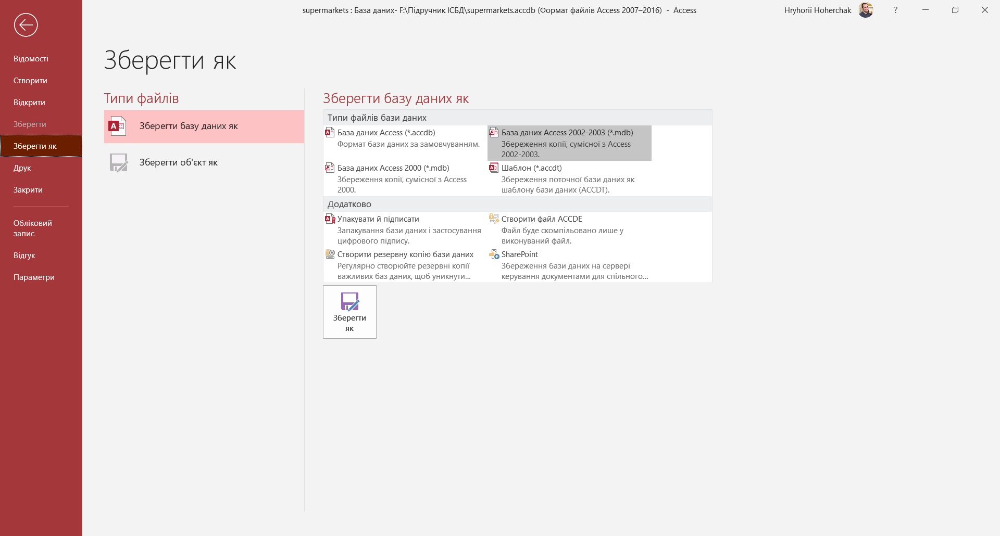 supermarkets : База даних- F:\Підручник ІСБД\supermarkets.accdb (Формат файлів Access 2007–2016)  -  Access
Hryhorii Hoherchak
?
Відомості
Створити
Відкрити
Зберегти
Зберегти як
Друк
Закрити
Обліковий
запис
Відгук
Параметри
Зберегти як
Типи файлів
Зберегти базу даних як
Зберегти об'єкт як
Зберегти базу даних як
Типи файлів бази даних
База даних Access (*.accdb)
Формат бази даних за замовчуванням.
База даних Access 2002-2003 (*.mdb)
Збереження копії, сумісної з Access
2002-2003.
База даних Access 2000 (*.mdb)
Збереження копії, сумісної з Access
2000.
Шаблон (*.accdt)
Збереження поточної бази даних як
шаблону бази даних (ACCDT).
Додатково
Упакувати й підписати
Запакування бази даних і застосування
цифрового підпису.
Створити файл ACCDE
Файл буде скомпільовано лише у
виконуваний файл.
Створити резервну копію бази даних
Регулярно створюйте резервні копії
важливих баз даних, щоб уникнути...
SharePoint
Збереження бази даних на сервері
керування документами для спільного...
Зберегти
як